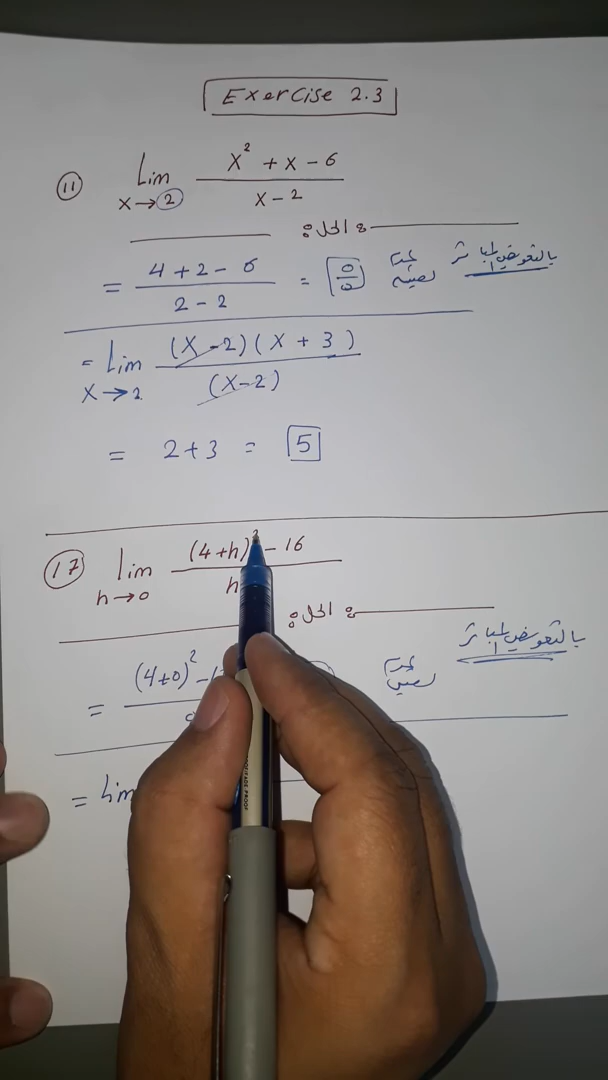 Exercise 2.3
⑪ Lim x→2 (x² + x - 6) / (x - 2)
الحل:
= (4 + 2 - 6) / (2 - 2) = 0/0 بالتعويض المباشر
= Lim x→2 (x - 2)(x + 3) / (x - 2)
= 2 + 3 = 5
⑰ Lim h→0 ((4 + h)² - 16) / h
الحل:
= (4 + 0)² - 1 بالتعويض المباشر
= Lim